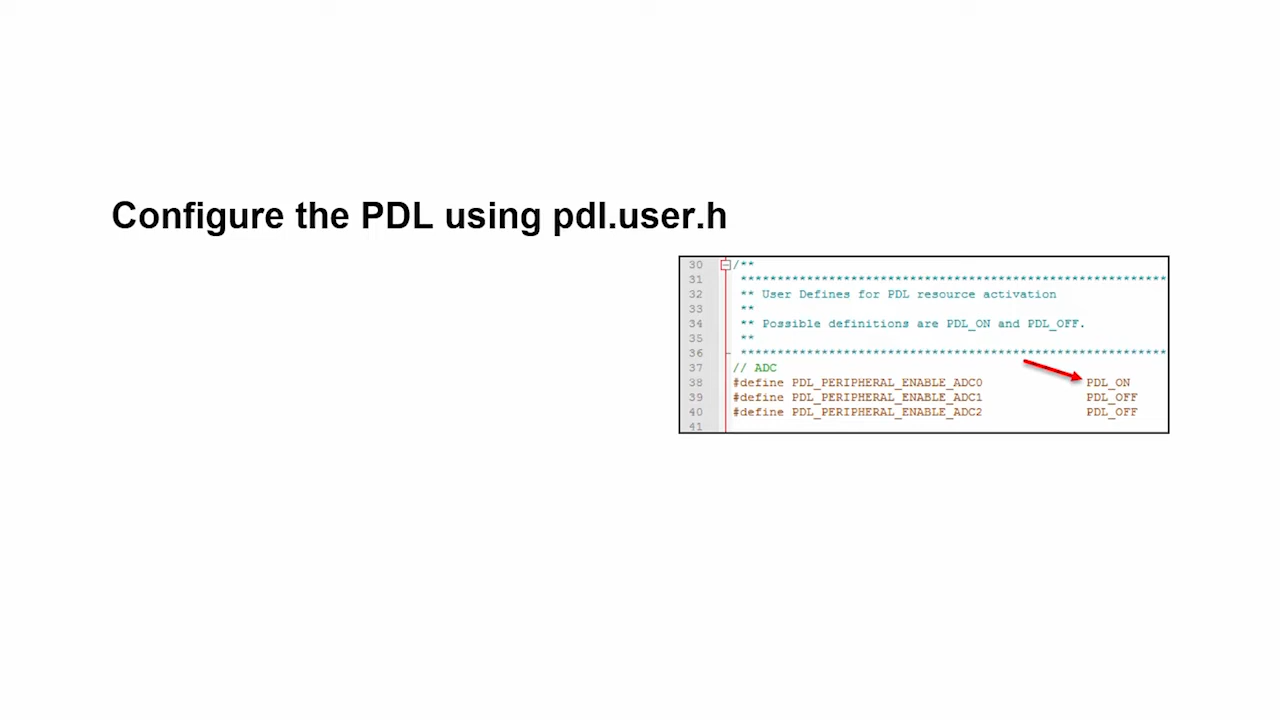 Configure the PDL using pdl.user.h
30 /**
31 **********************************************************
32 ** User Defines for PDL resource activation
33 **
34 ** Possible definitions are PDL_ON and PDL_OFF.
35 **
36 **********************************************************
37 // ADC
38 #define PDL_PERIPHERAL_ENABLE_ADC0 PDL_ON
39 #define PDL_PERIPHERAL_ENABLE_ADC1 PDL_OFF
40 #define PDL_PERIPHERAL_ENABLE_ADC2 PDL_OFF
41